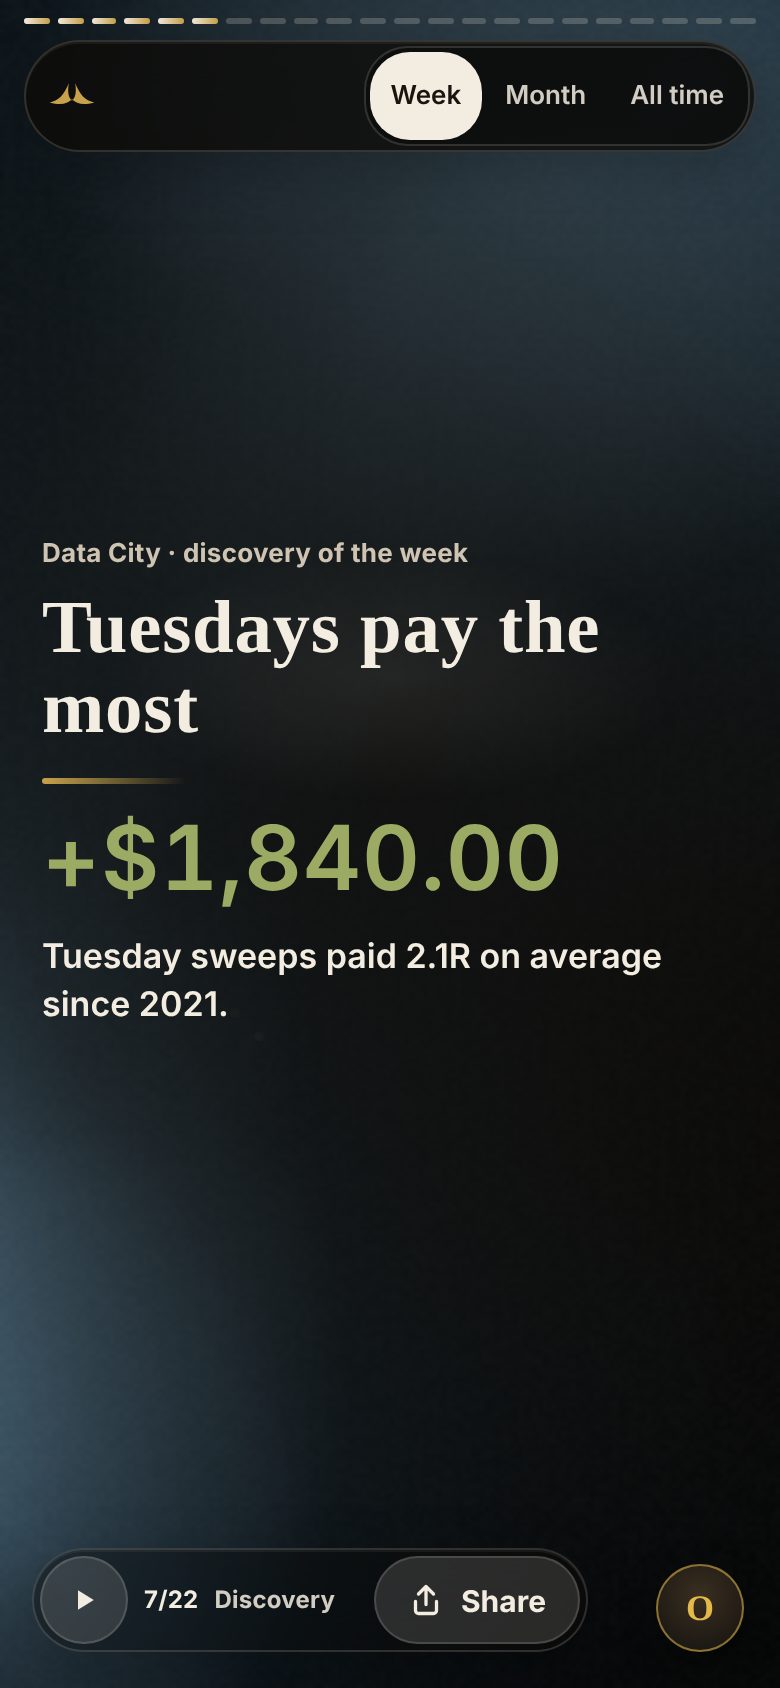 Week Month All time
Data City · discovery of the week
Tuesdays pay the
most
+$1,840.00
Tuesday sweeps paid 2.1R on average
since 2021.
7/22 Discovery Share O